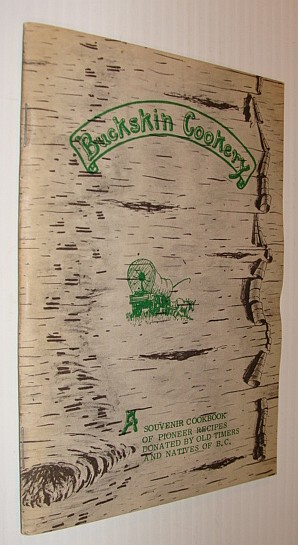 Buckskin Cookery
A SOUVENIR COOKBOOK
OF PIONEER RECIPES
DONATED BY OLD TIMERS
AND NATIVES OF B.C.